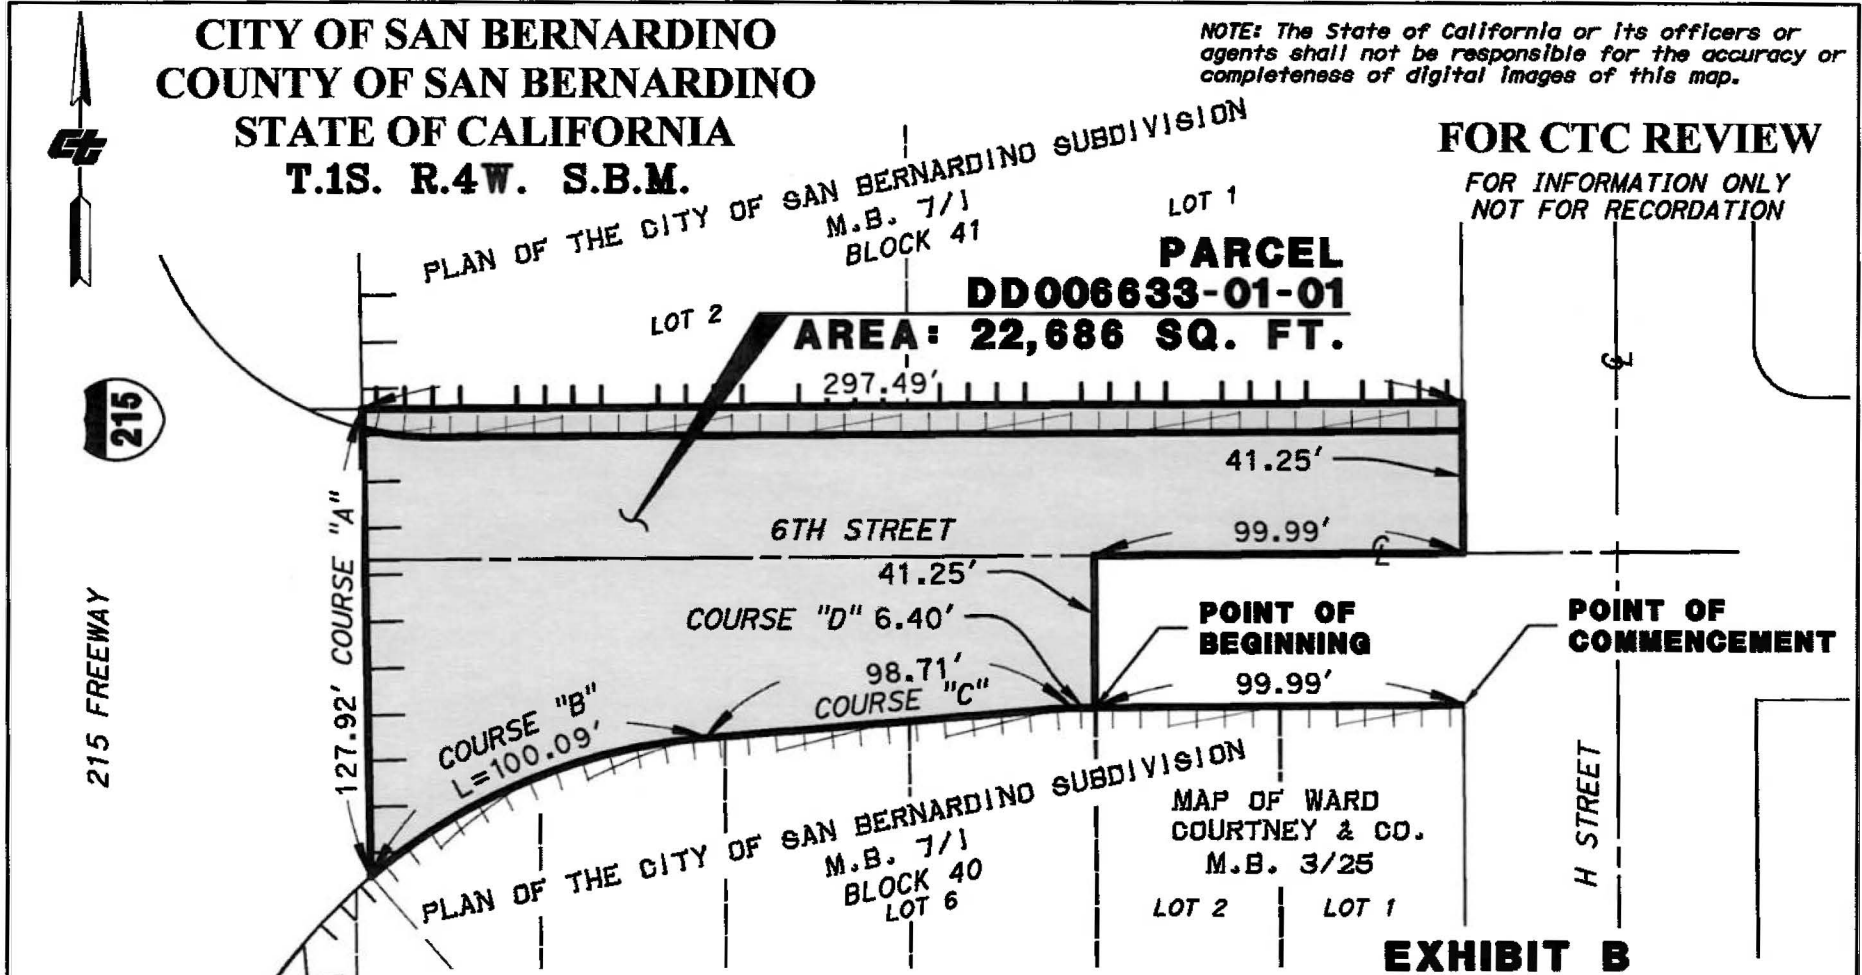 CITY OF SAN BERNARDINO
COUNTY OF SAN BERNARDINO
STATE OF CALIFORNIA
T.1S. R.4W. S.B.M.
NOTE: The State of California or its officers or
agents shall not be responsible for the accuracy or
completeness of digital images of this map.
FOR CTC REVIEW
FOR INFORMATION ONLY
NOT FOR RECORDATION
Ct
PLAN OF THE CITY OF SAN BERNARDINO SUBDIVISION
M.B. 7/1
BLOCK 41
LOT 1
LOT 2
PARCEL
DD006633-01-01
AREA: 22,686 SQ. FT.
297.49'
CL
215
41.25'
6TH STREET
99.99'
CL
41.25'
COURSE "D" 6.40'
POINT OF
BEGINNING
POINT OF
COMMENCEMENT
98.71'
COURSE "C"
99.99'
COURSE "B"
L=100.09'
127.92' COURSE "A"
215 FREEWAY
PLAN OF THE CITY OF SAN BERNARDINO SUBDIVISION
M.B. 7/1
BLOCK 40
LOT 6
MAP OF WARD
COURTNEY & CO.
M.B. 3/25
LOT 2
LOT 1
H STREET
EXHIBIT B